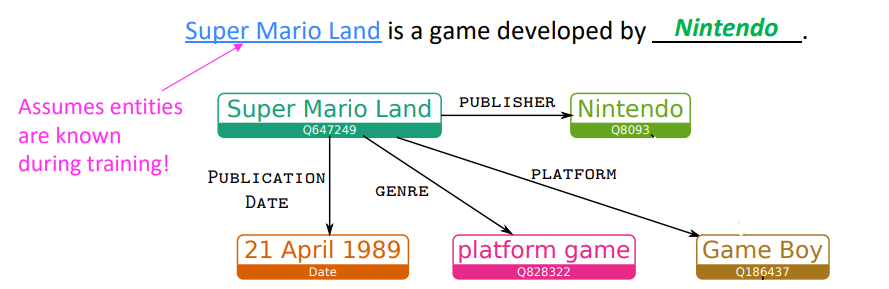 Super Mario Land is a game developed by Nintendo.
Assumes entities
are known
during training!
Super Mario Land
Q647249
PUBLISHER
Nintendo
Q8093
PUBLICATION
DATE
GENRE
PLATFORM
21 April 1989
Date
platform game
Q828322
Game Boy
Q186437